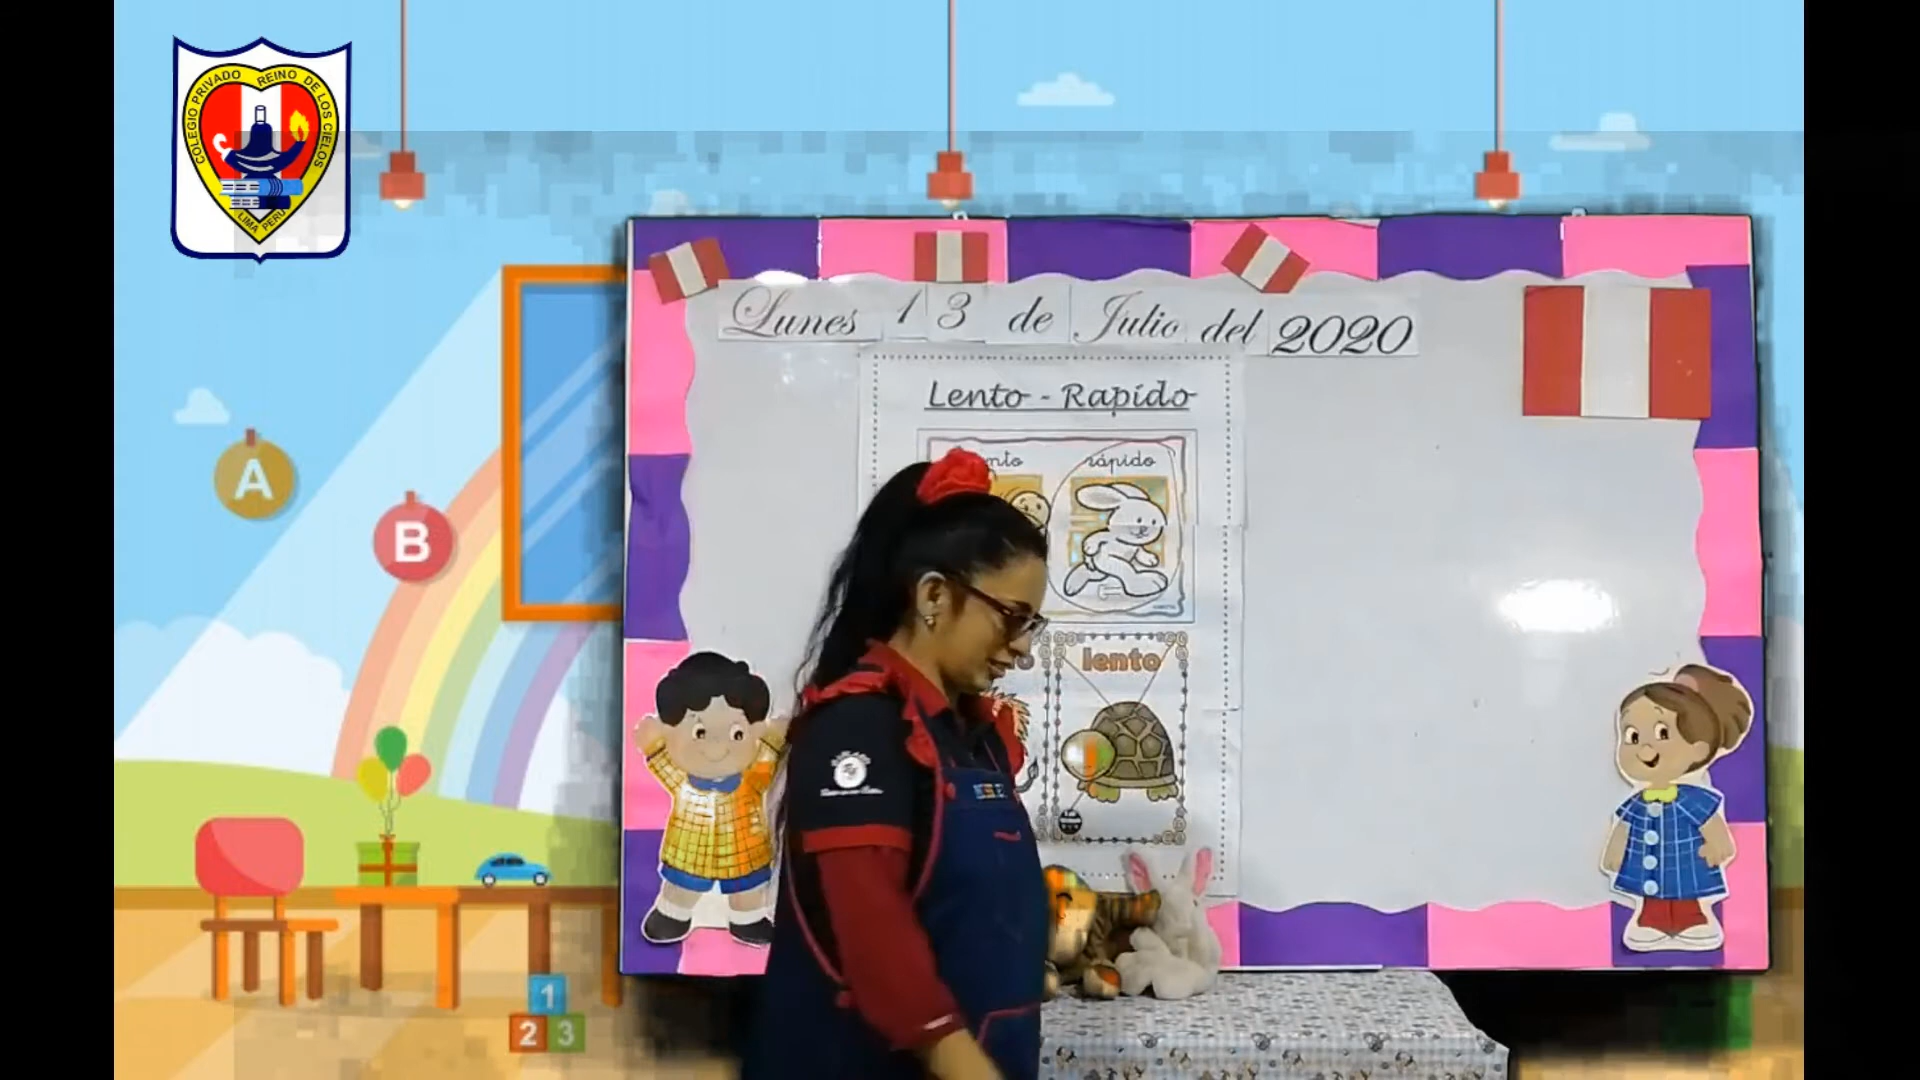 COLEGIO PRIVADO REINO DE LOS CIELOS
LIMA PERÚ
Lunes 13 de Julio del 2020
Lento - Rapido
rápido
lento
A
B
1
2 3